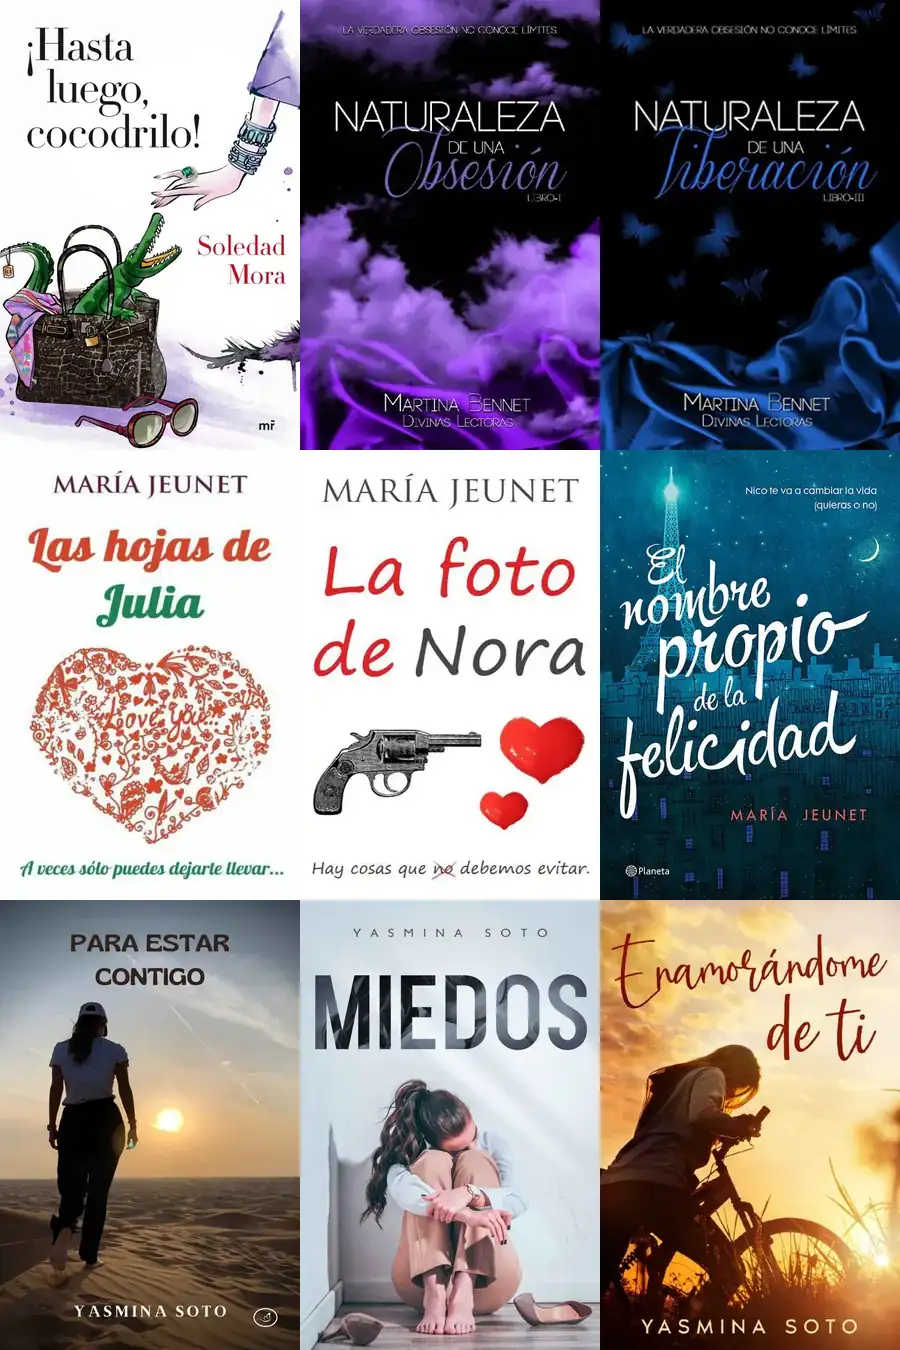 ¡Hasta
luego,
cocodrilo!
Soledad
Mora
mr
LA VERDADERA OBSESIÓN NO CONOCE LÍMITES
NATURALEZA
DE UNA
Obsesión
LIBRO-I
MARTINA BENNET
DIVINAS LECTORAS
LA VERDADERA OBSESIÓN NO CONOCE LÍMITES
NATURALEZA
DE UNA
Liberación
LIBRO-III
MARTINA BENNET
DIVINAS LECTORAS
MARÍA JEUNET
Las hojas de
Julia
Love you
A veces sólo puedes dejarte llevar...
MARÍA JEUNET
La foto
de Nora
Hay cosas que no debemos evitar.
Nico te va a cambiar la vida
(quieras o no)
El
nombre
propio
de la
felicidad
MARÍA JEUNET
Planeta
PARA ESTAR
CONTIGO
YASMINA SOTO
YASMINA SOTO
MIEDOS
Enamorándome
de ti
YASMINA SOTO